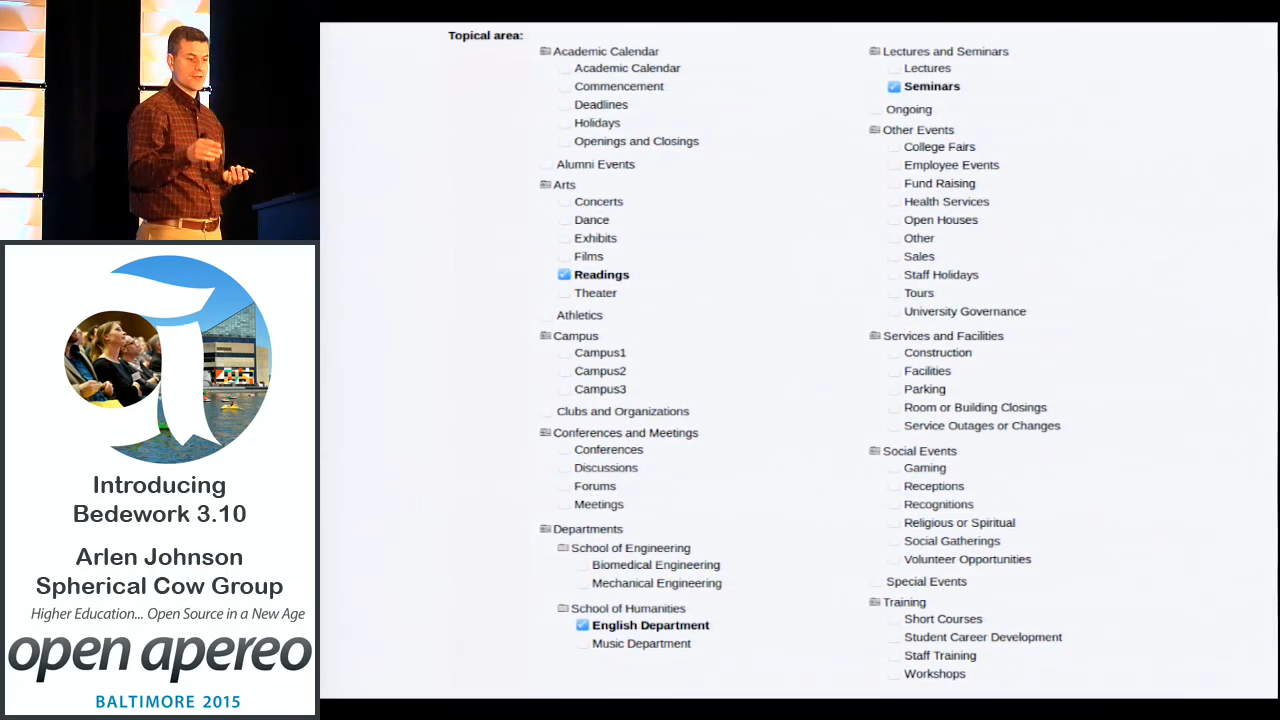 Topical area:
Academic Calendar
Academic Calendar
Commencement
Deadlines
Holidays
Openings and Closings
Alumni Events
Arts
Concerts
Dance
Exhibits
Films
Readings
Theater
Athletics
Campus
Campus1
Campus2
Campus3
Clubs and Organizations
Conferences and Meetings
Conferences
Discussions
Forums
Meetings
Departments
School of Engineering
Biomedical Engineering
Mechanical Engineering
School of Humanities
English Department
Music Department
Lectures and Seminars
Lectures
Seminars
Ongoing
Other Events
College Fairs
Employee Events
Fund Raising
Health Services
Open Houses
Other
Sales
Staff Holidays
Tours
University Governance
Services and Facilities
Construction
Facilities
Parking
Room or Building Closings
Service Outages or Changes
Social Events
Gaming
Receptions
Recognitions
Religious or Spiritual
Social Gatherings
Volunteer Opportunities
Special Events
Training
Short Courses
Student Career Development
Staff Training
Workshops
Introducing
Bedework 3.10
Arlen Johnson
Spherical Cow Group
Higher Education... Open Source in a New Age
open apereo
BALTIMORE 2015